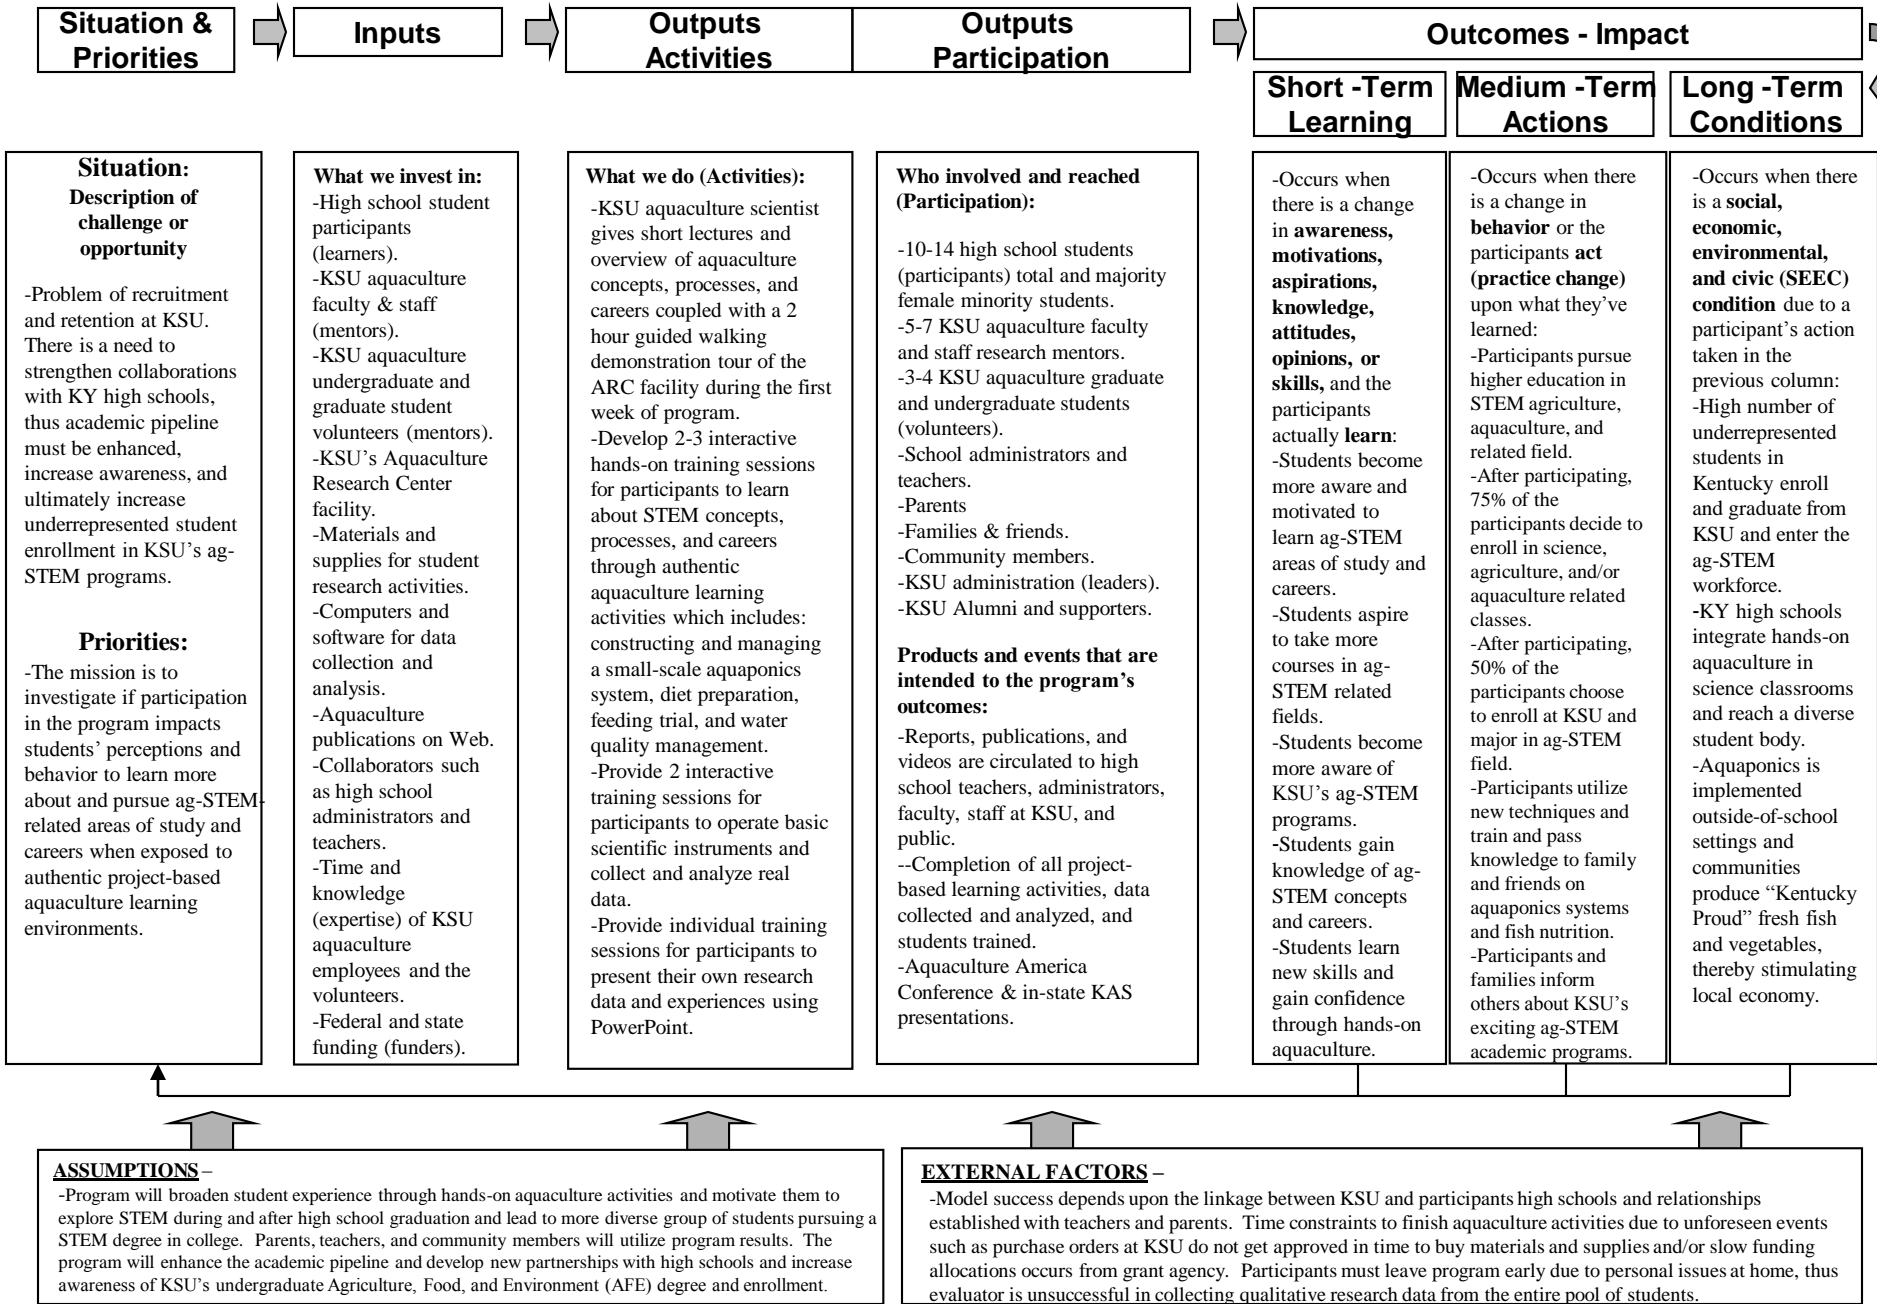 Situation &
Priorities
Inputs
Outputs
Activities
Outputs
Participation
Outcomes - Impact
Short -Term
Learning
Medium -Term
Actions
Long -Term
Conditions
Situation:
Description of
challenge or
opportunity
-Problem of recruitment
and retention at KSU.
There is a need to
strengthen collaborations
with KY high schools,
thus academic pipeline
must be enhanced,
increase awareness, and
ultimately increase
underrepresented student
enrollment in KSU's ag-
STEM programs.
Priorities:
-The mission is to
investigate if participation
in the program impacts
students' perceptions and
behavior to learn more
about and pursue ag-STEM-
related areas of study and
careers when exposed to
authentic project-based
aquaculture learning
environments.
What we invest in:
-High school student
participants
(learners).
-KSU aquaculture
faculty & staff
(mentors).
-KSU aquaculture
undergraduate and
graduate student
volunteers (mentors).
-KSU's Aquaculture
Research Center
facility.
-Materials and
supplies for student
research activities.
-Computers and
software for data
collection and
analysis.
-Aquaculture
publications on Web.
-Collaborators such
as high school
administrators and
teachers.
-Time and
knowledge
(expertise) of KSU
aquaculture
employees and the
volunteers.
-Federal and state
funding (funders).
What we do (Activities):
-KSU aquaculture scientist
gives short lectures and
overview of aquaculture
concepts, processes, and
careers coupled with a 2
hour guided walking
demonstration tour of the
ARC facility during the first
week of program.
-Develop 2-3 interactive
hands-on training sessions
for participants to learn
about STEM concepts,
processes, and careers
through authentic
aquaculture learning
activities which includes:
constructing and managing
a small-scale aquaponics
system, diet preparation,
feeding trial, and water
quality management.
-Provide 2 interactive
training sessions for
participants to operate basic
scientific instruments and
collect and analyze real
data.
-Provide individual training
sessions for participants to
present their own research
data and experiences using
PowerPoint.
Who involved and reached
(Participation):
-10-14 high school students
(participants) total and majority
female minority students.
-5-7 KSU aquaculture faculty
and staff research mentors.
-3-4 KSU aquaculture graduate
and undergraduate students
(volunteers).
-School administrators and
teachers.
-Parents
-Families & friends.
-Community members.
-KSU administration (leaders).
-KSU Alumni and supporters.
Products and events that are
intended to the program's
outcomes:
-Reports, publications, and
videos are circulated to high
school teachers, administrators,
faculty, staff at KSU, and
public.
--Completion of all project-
based learning activities, data
collected and analyzed, and
students trained.
-Aquaculture America
Conference & in-state KAS
presentations.
-Occurs when
there is a change
in awareness,
motivations,
aspirations,
knowledge,
attitudes,
opinions, or
skills, and the
participants
actually learn:
-Students become
more aware and
motivated to
learn ag-STEM
areas of study and
careers.
-Students aspire
to take more
courses in ag-
STEM related
fields.
-Students become
more aware of
KSU's ag-STEM
programs.
-Students gain
knowledge of ag-
STEM concepts
and careers.
-Students learn
new skills and
gain confidence
through hands-on
aquaculture.
-Occurs when there
is a change in
behavior or the
participants act
(practice change)
upon what they've
learned:
-Participants pursue
higher education in
STEM agriculture,
aquaculture, and
related field.
-After participating,
75% of the
participants decide to
enroll in science,
agriculture, and/or
aquaculture related
classes.
-After participating,
50% of the
participants choose
to enroll at KSU and
major in ag-STEM
field.
-Participants utilize
new techniques and
train and pass
knowledge to family
and friends on
aquaponics systems
and fish nutrition.
-Participants and
families inform
others about KSU's
exciting ag-STEM
academic programs.
-Occurs when there
is a social,
economic,
environmental,
and civic (SEEC)
condition due to a
participant's action
taken in the
previous column:
-High number of
underrepresented
students in
Kentucky enroll
and graduate from
KSU and enter the
ag-STEM
workforce.
-KY high schools
integrate hands-on
aquaculture in
science classrooms
and reach a diverse
student body.
-Aquaponics is
implemented
outside-of-school
settings and
communities
produce “Kentucky
Proud” fresh fish
and vegetables,
thereby stimulating
local economy.
ASSUMPTIONS –
-Program will broaden student experience through hands-on aquaculture activities and motivate them to
explore STEM during and after high school graduation and lead to more diverse group of students pursuing a
STEM degree in college. Parents, teachers, and community members will utilize program results. The
program will enhance the academic pipeline and develop new partnerships with high schools and increase
awareness of KSU's undergraduate Agriculture, Food, and Environment (AFE) degree and enrollment.
EXTERNAL FACTORS –
-Model success depends upon the linkage between KSU and participants high schools and relationships
established with teachers and parents. Time constraints to finish aquaculture activities due to unforeseen events
such as purchase orders at KSU do not get approved in time to buy materials and supplies and/or slow funding
allocations occurs from grant agency. Participants must leave program early due to personal issues at home, thus
evaluator is unsuccessful in collecting qualitative research data from the entire pool of students.